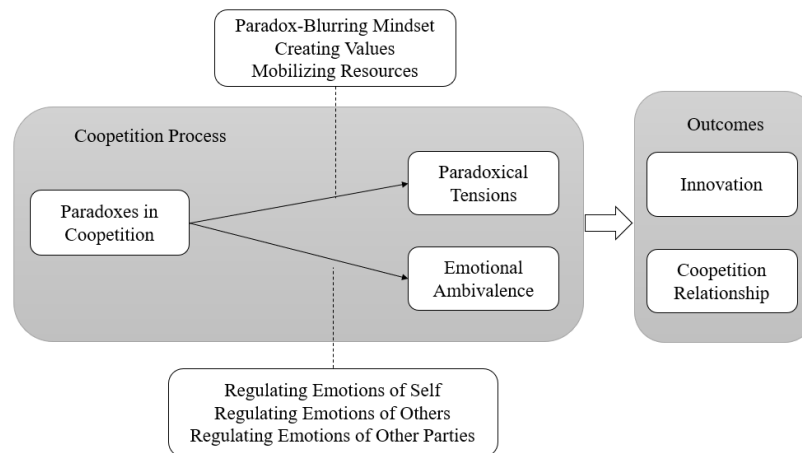 Paradox-Blurring Mindset
Creating Values
Mobilizing Resources
Coopetition Process
Outcomes
Paradoxes in
Coopetition
Paradoxical
Tensions
Emotional
Ambivalence
Innovation
Coopetition
Relationship
Regulating Emotions of Self
Regulating Emotions of Others
Regulating Emotions of Other Parties